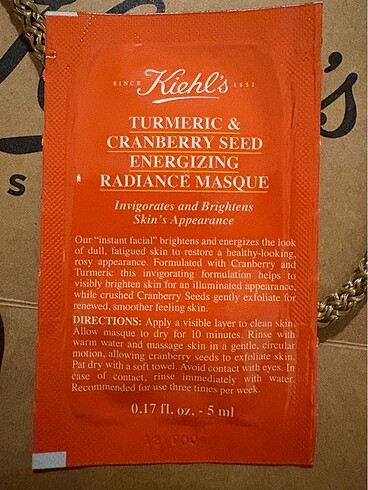 SINCE Kiehl's 1851
TURMERIC &
CRANBERRY SEED
ENERGIZING
RADIANCE MASQUE
Invigorates and Brightens
Skin's Appearance
Our "instant facial" brightens and energizes the look
of dull, fatigued skin to restore a healthy-looking,
rosy appearance. Formulated with Cranberry and
Turmeric this invigorating formulation helps to
visibly brighten skin for an illuminated appearance,
while crushed Cranberry Seeds gently exfoliate for
renewed, smoother feeling skin.
DIRECTIONS: Apply a visible layer to clean skin.
Allow masque to dry for 10 minutes. Rinse with
warm water and massage skin in a gentle, circular
motion, allowing cranberry seeds to exfoliate skin.
Pat dry with a soft towel. Avoid contact with eyes. In
case of contact, rinse immediately with water.
Recommended for use three times per week.
0.17 fl. oz. - 5 ml